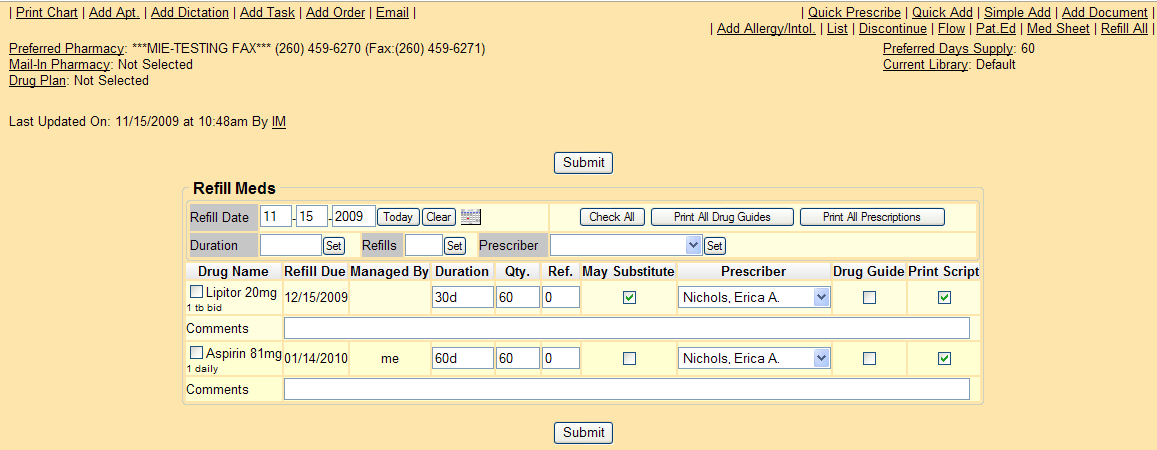 | Print Chart | Add Apt. | Add Dictation | Add Task | Add Order | Email |
| Quick Prescribe | Quick Add | Simple Add | Add Document |
| Add Allergy/Intol. | List | Discontinue | Flow | Pat.Ed | Med Sheet | Refill All |
Preferred Pharmacy: ***MIE-TESTING FAX*** (260) 459-6270 (Fax:(260) 459-6271)
Preferred Days Supply: 60
Mail-In Pharmacy: Not Selected
Current Library: Default
Drug Plan: Not Selected
Last Updated On: 11/15/2009 at 10:48am By IM
Submit
Refill Meds
Refill Date 11 - 15 - 2009 Today Clear Check All Print All Drug Guides Print All Prescriptions
Duration Set Refills Set Prescriber Set
Drug Name Refill Due Managed By Duration Qty. Ref. May Substitute Prescriber Drug Guide Print Script
Lipitor 20mg 12/15/2009 30d 60 0 Nichols, Erica A.
1 tb bid
Comments
Aspirin 81mg 01/14/2010 me 60d 60 0 Nichols, Erica A.
1 daily
Comments
Submit